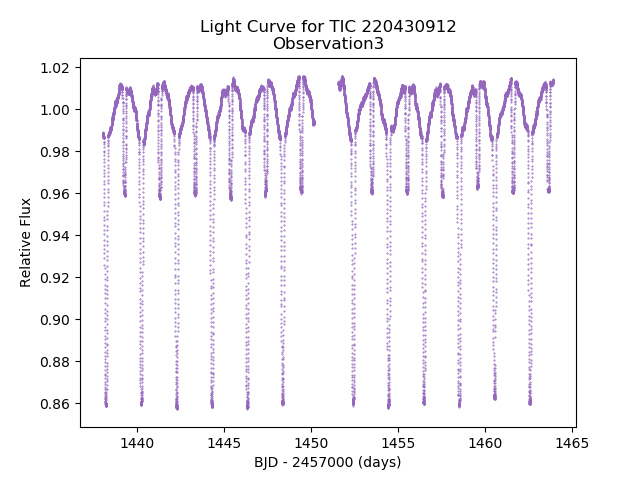 Light Curve for TIC 220430912
Observation3
1.02
1.00
0.98
0.96
0.94
0.92
0.90
0.88
0.86
Relative Flux
1440 1445 1450 1455 1460 1465
BJD - 2457000 (days)